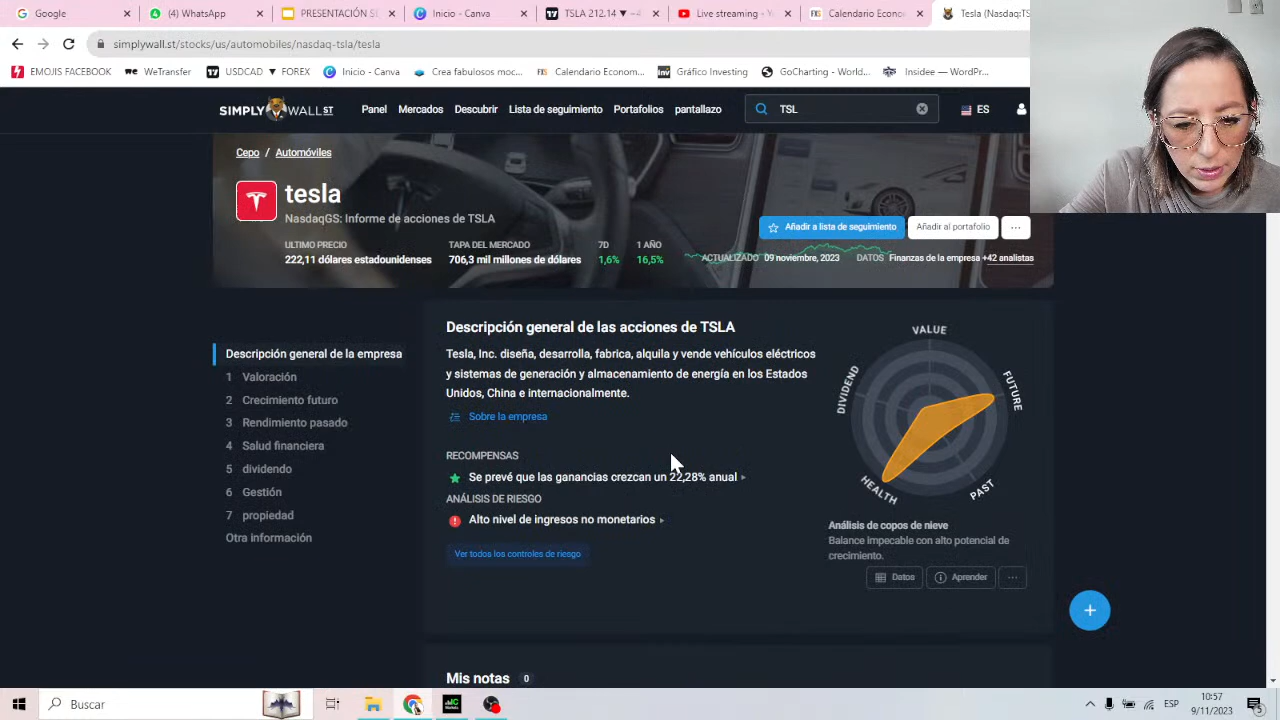 Google
(4) WhatsApp
PRESENTACIÓN SI
Inicio - Canva
TSLA 212.14 ▼ −4
Live streaming - Y
Calendario Econo
Tesla (Nasdaq:TS
simplywall.st/stocks/us/automobiles/nasdaq-tsla/tesla
EMOJIS FACEBOOK
WeTransfer
USDCAD ▼ FOREX
Inicio - Canva
Crea fabulosos moc...
Calendario Econom...
Gráfico Investing
GoCharting - World...
Insidee — WordPr...
SIMPLY WALL ST
Panel
Mercados
Descubrir
Lista de seguimiento
Portafolios
pantallazo
TSL
ES
Cepo / Automóviles
tesla
NasdaqGS: Informe de acciones de TSLA
Añadir a lista de seguimiento
Añadir al portafolio
...
ULTIMO PRECIO
222,11 dólares estadounidenses
TAPA DEL MERCADO
706,3 mil millones de dólares
7D
1,6%
1 AÑO
16,5%
ACTUALIZADO 09 noviembre, 2023
DATOS Finanzas de la empresa +42 analistas
Descripción general de la empresa
1 Valoración
2 Crecimiento futuro
3 Rendimiento pasado
4 Salud financiera
5 dividendo
6 Gestión
7 propiedad
Otra información
Descripción general de las acciones de TSLA
Tesla, Inc. diseña, desarrolla, fabrica, alquila y vende vehículos eléctricos
y sistemas de generación y almacenamiento de energía en los Estados
Unidos, China e internacionalmente.
Sobre la empresa
RECOMPENSAS
Se prevé que las ganancias crezcan un 22,28% anual
ANÁLISIS DE RIESGO
Alto nivel de ingresos no monetarios
Ver todos los controles de riesgo
VALUE
FUTURE
PAST
HEALTH
DIVIDEND
Análisis de copos de nieve
Balance impecable con alto potencial de
crecimiento.
Datos
Aprender
...
+
Mis notas 0
Buscar
ESP
10:57
9/11/2023